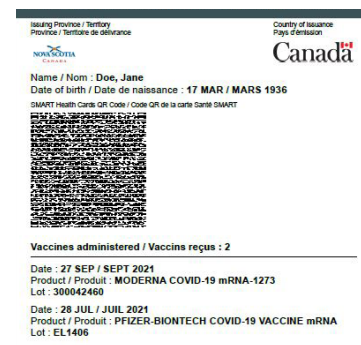 Issuing Province / Territory
Province / Territoire de délivrance
Country of Issuance
Pays d'émission
NOVA SCOTIA
CANADA
Canada
Name / Nom : Doe, Jane
Date of birth / Date de naissance : 17 MAR / MARS 1936
SMART Health Cards QR Code / Code QR de la carte Santé SMART
Vaccines administered / Vaccins reçus : 2
Date : 27 SEP / SEPT 2021
Product / Produit : MODERNA COVID-19 mRNA-1273
Lot : 300042460
Date : 28 JUL / JUIL 2021
Product / Produit : PFIZER-BIONTECH COVID-19 VACCINE mRNA
Lot : EL1406